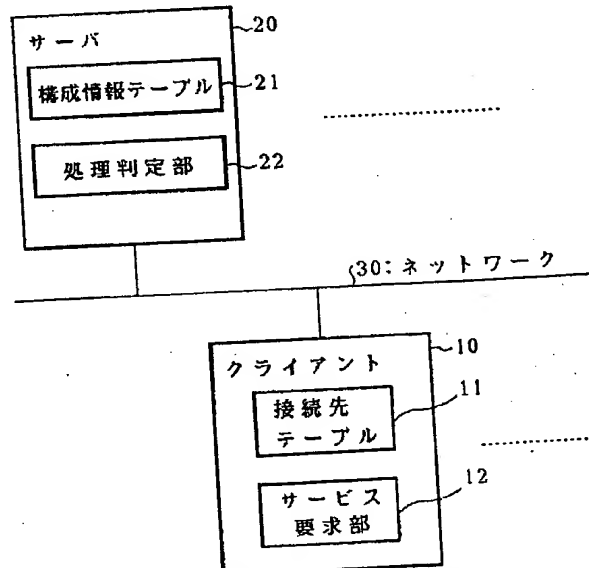 サーバ
20
構成情報テーブル
21
処理判定部
22
30:ネットワーク
クライアント
10
接続先
テーブル
11
サービス
要求部
12